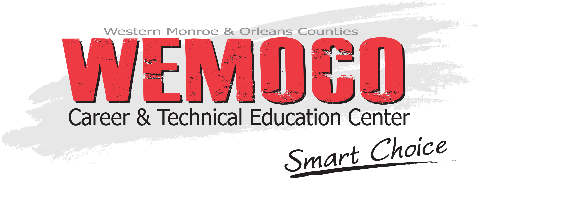 Western Monroe & Orleans Counties
WEMOCO
Career & Technical Education Center
Smart Choice